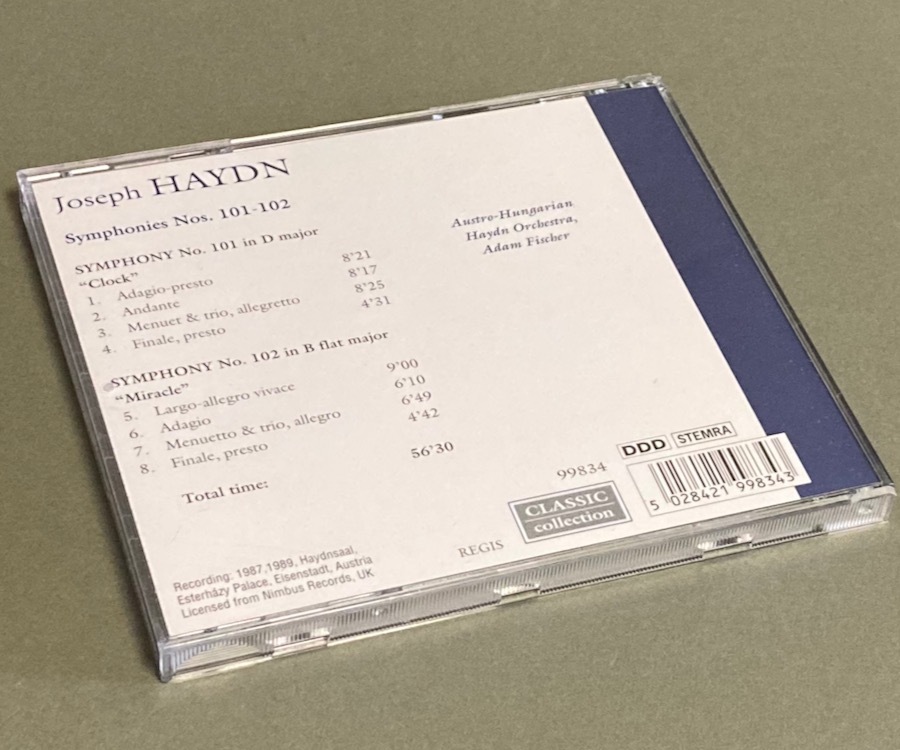 Joseph HAYDN
Symphonies Nos. 101-102
SYMPHONY No. 101 in D major
“Clock”
1. Adagio-presto 8’21
2. Andante 8’17
3. Menuet & trio, allegretto 8’25
4. Finale, presto 4’31
SYMPHONY No. 102 in B flat major
“Miracle”
5. Largo-allegro vivace 9’00
6. Adagio 6’10
7. Menuetto & trio, allegro 6’49
8. Finale, presto 4’42
Total time: 56’30
Austro-Hungarian
Haydn Orchestra,
Adam Fischer
Recording: 1987,1989, Haydnsaal,
Esterházy Palace, Eisenstadt, Austria
Licensed from Nimbus Records, UK
REGIS
99834
CLASSIC
collection
DDD STEMRA
5 028421 998343